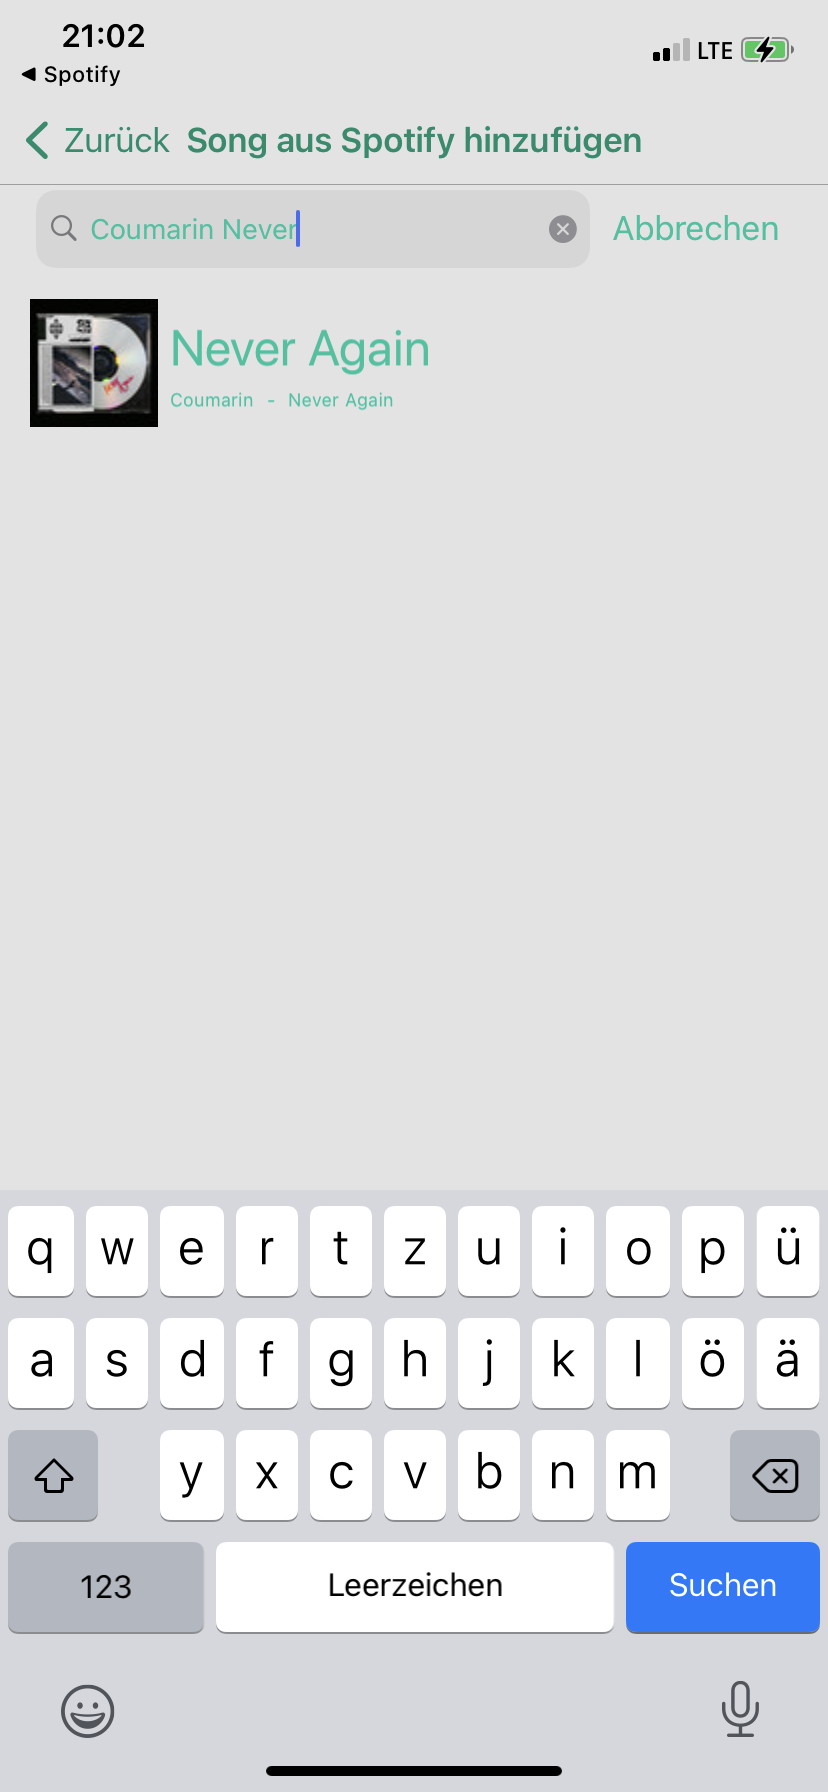 21:02
LTE
◀ Spotify
Zurück Song aus Spotify hinzufügen
Coumarin Never
Abbrechen
Never Again
Coumarin - Never Again
q w e r t z u i o p ü
a s d f g h j k l ö ä
y x c v b n m
123 Leerzeichen Suchen